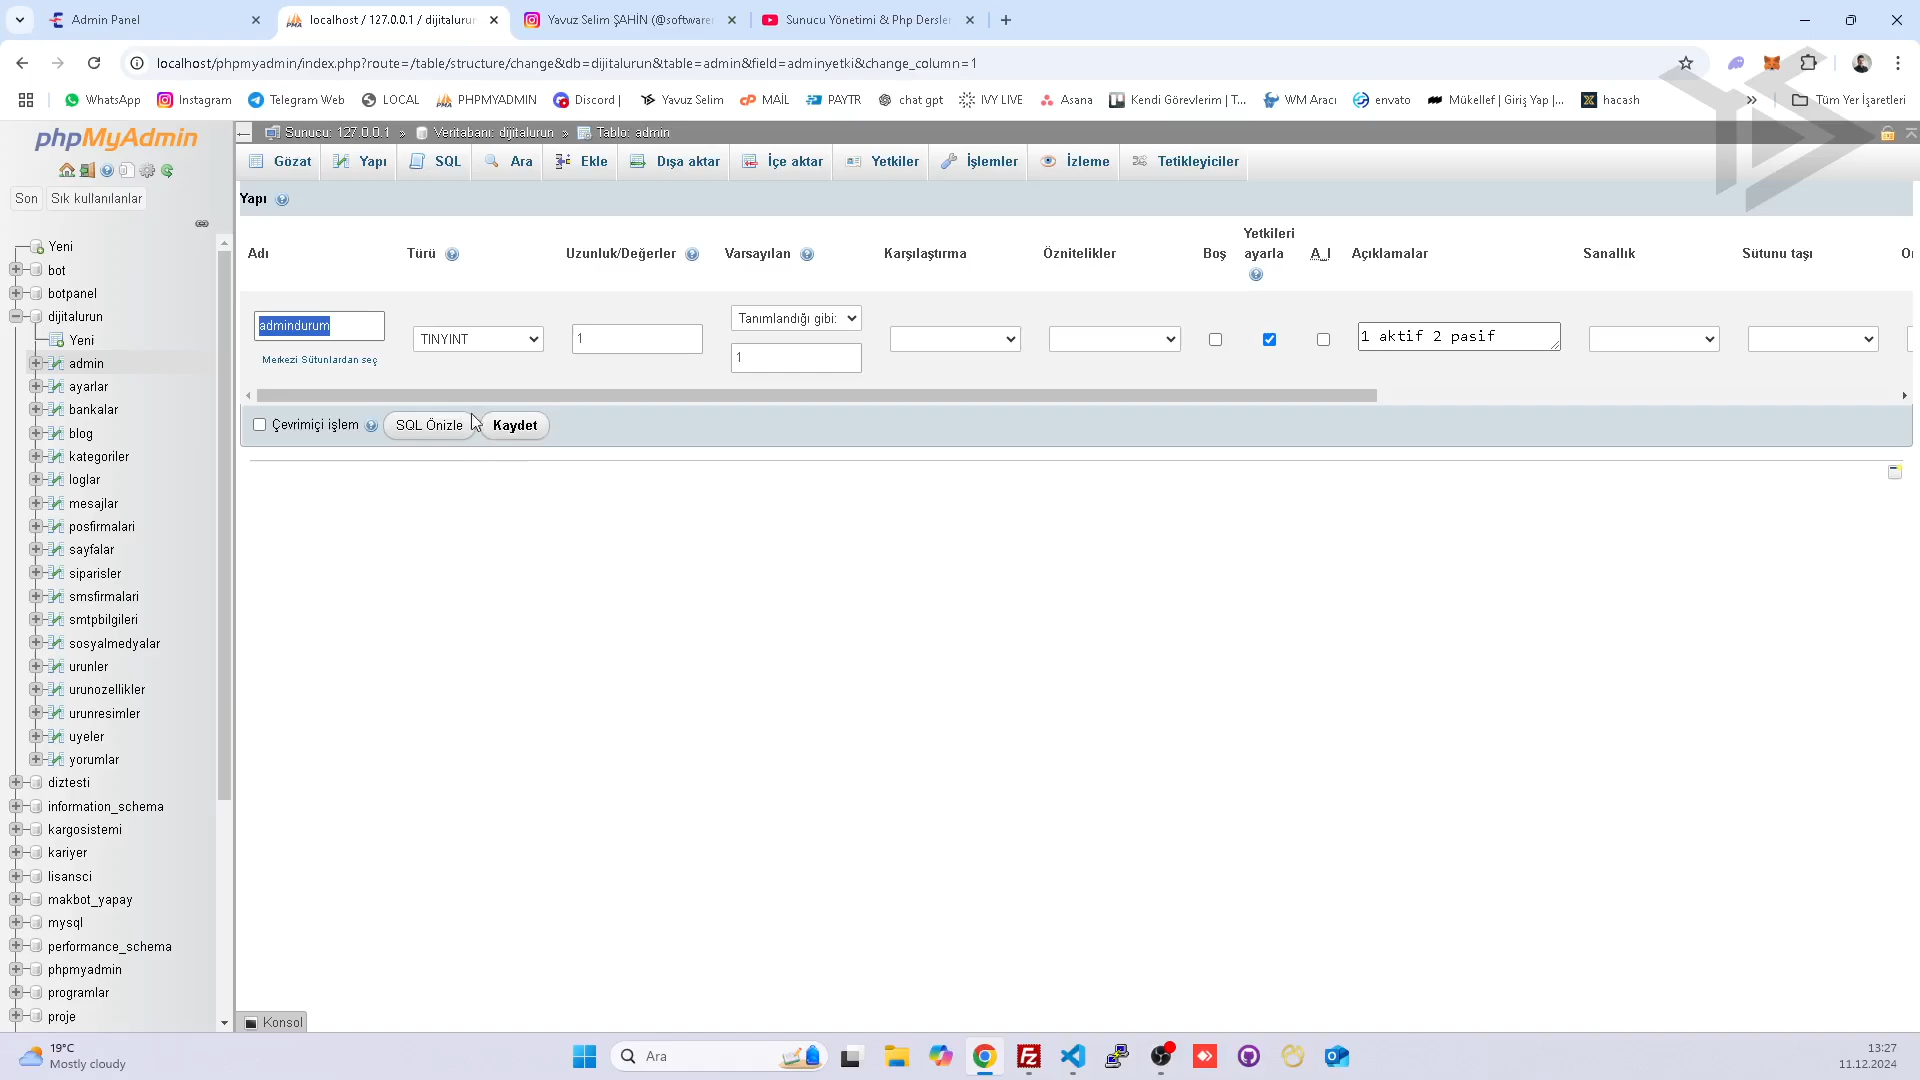 Admin Panel
localhost / 127.0.0.1 / dijitalurun
Yavuz Selim ŞAHİN (@software
Sunucu Yönetimi & Php Dersler
localhost/phpmyadmin/index.php?route=/table/structure/change&db=dijitalurun&table=admin&field=adminyetki&change_column=1
WhatsApp
Instagram
Telegram Web
LOCAL
PHPMYADMIN
Discord |
Yavuz Selim
MAİL
PAYTR
chat gpt
IVY LIVE
Asana
Kendi Görevlerim | T...
WM Aracı
envato
Mükellef | Giriş Yap |...
hacash
»
Tüm Yer İşaretleri
phpMyAdmin
Son
Sık kullanılanlar
Yeni
bot
botpanel
dijitalurun
Yeni
admin
ayarlar
bankalar
blog
kategoriler
loglar
mesajlar
posfirmalari
sayfalar
siparisler
smsfirmalari
smtpbilgileri
sosyalmedyalar
urunler
urunozellikler
urunresimler
uyeler
yorumlar
diztesti
information_schema
kargosistemi
kariyer
lisansci
makbot_yapay
mysql
performance_schema
phpmyadmin
programlar
proje
Sunucu: 127.0.0.1 » Veritabanı: dijitalurun » Tablo: admin
Gözat
Yapı
SQL
Ara
Ekle
Dışa aktar
İçe aktar
Yetkiler
İşlemler
İzleme
Tetikleyiciler
Yapı
Adı
Türü
Uzunluk/Değerler
Varsayılan
Karşılaştırma
Öznitelikler
Boş
Yetkileri
ayarla
A_I
Açıklamalar
Sanallık
Sütunu taşı
admindurum
Merkezi Sütunlardan seç
TINYINT
1
Tanımlandığı gibi:
1
1 aktif 2 pasif
Çevrimiçi işlem
SQL Önizle
Kaydet
Konsol
19°C
Mostly cloudy
Ara
13:27
11.12.2024